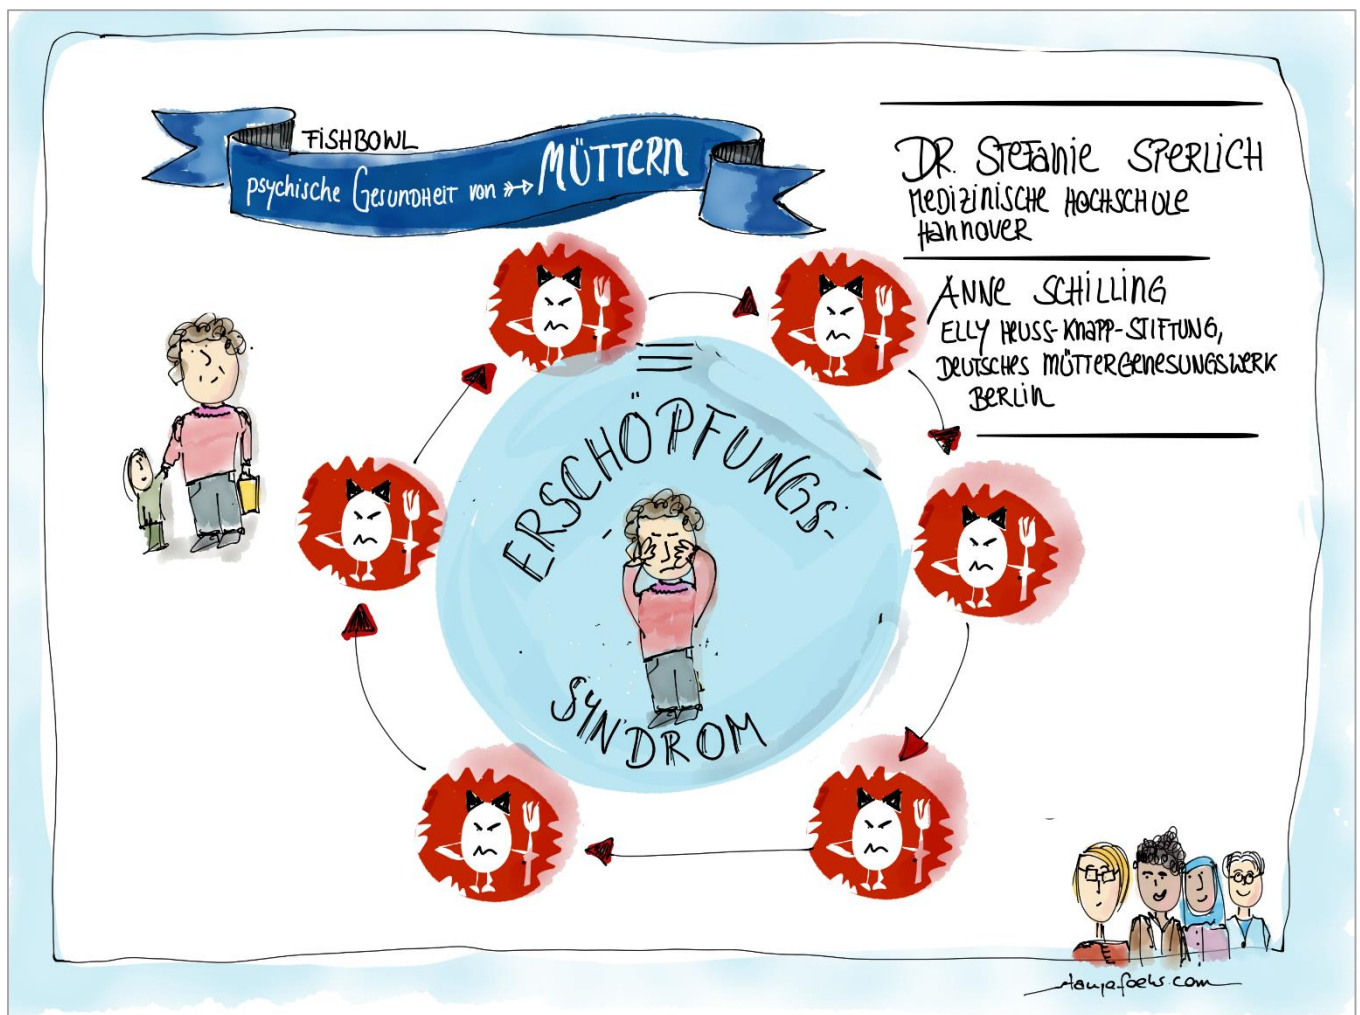 FISHBOWL
psychische Gesundheit von MÜTTERN
DR. Stefanie SPERLICH
Medizinische Hochschule
Hannover
ANNE SCHILLING
ELLY HEUSS-Knapp-STIFTUNG,
DEUTSCHES MÜTTERGENESUNGSWERK
BERLIN
ERSCHÖPFUNGS-
SYNDROM
tanjafoehr.com